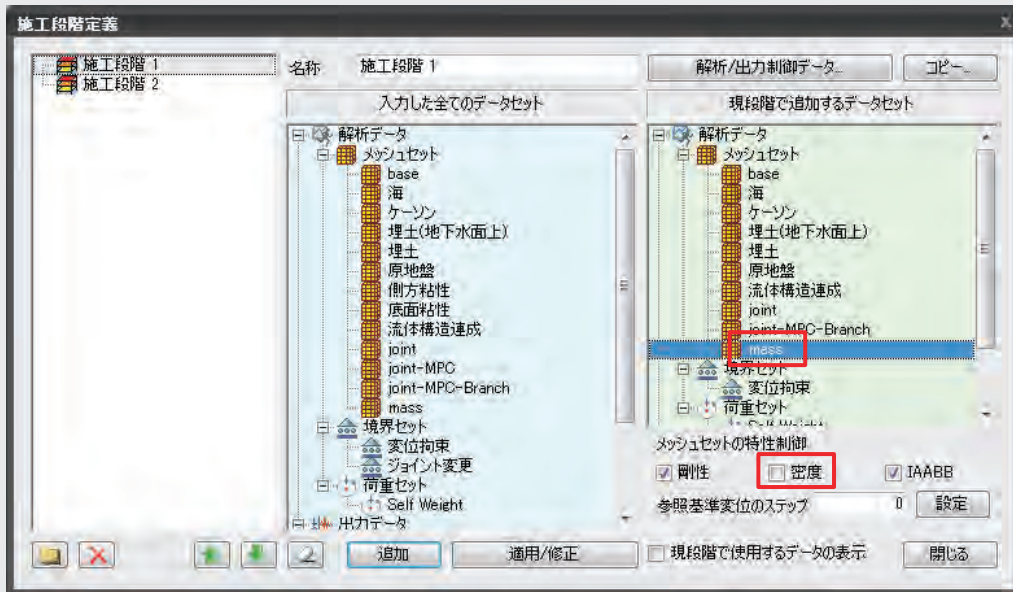 施工段階定義
x
施工段階 1
施工段階 2
名称
施工段階 1
解析/出力制御データ...
コピー...
入力した全てのデータセット
解析データ
メッシュセット
base
海
ケーソン
埋土(地下水面上)
埋土
原地盤
側方粘性
底面粘性
流体構造連成
joint
joint-MPC
joint-MPC-Branch
mass
境界セット
変位拘束
ジョイント変更
荷重セット
Self Weight
出力データ
現段階で追加するデータセット
解析データ
メッシュセット
base
海
ケーソン
埋土(地下水面上)
埋土
原地盤
流体構造連成
joint
joint-MPC-Branch
mass
境界セット
変位拘束
荷重セット
Self Weight
メッシュセットの特性制御
剛性
密度
IAABB
参照基準変位のステップ
0
設定
追加
適用/修正
現段階で使用するデータの表示
閉じる